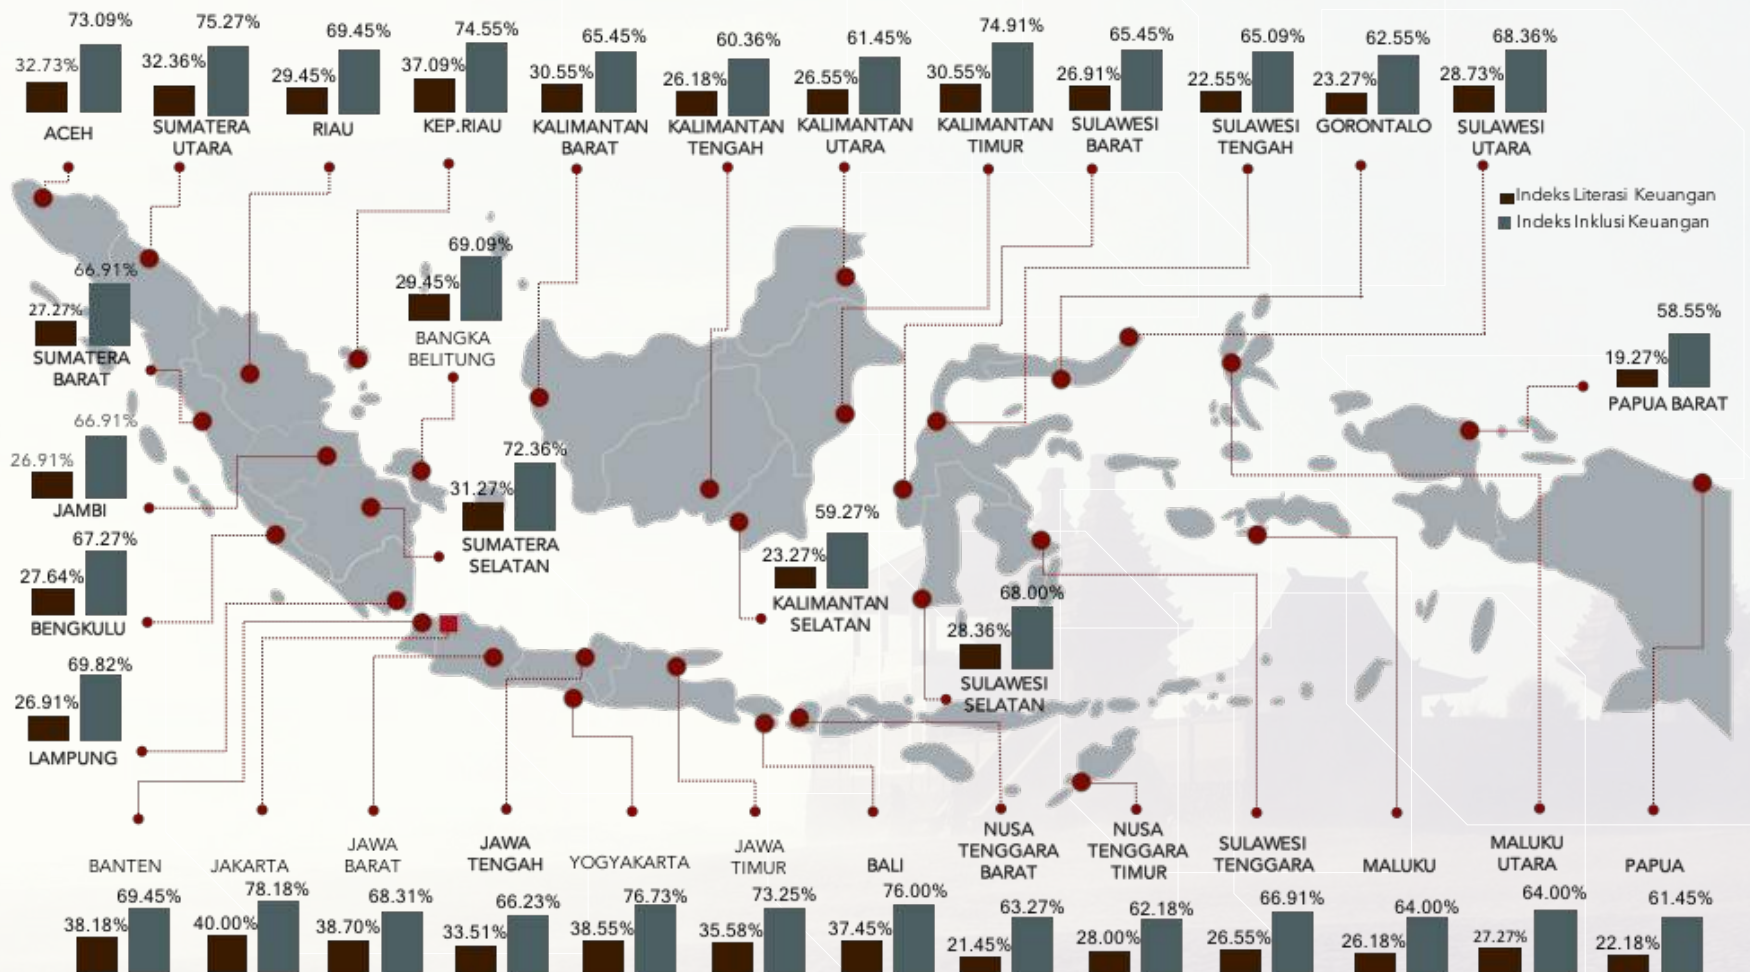 73.09%
32.73%
ACEH
75.27%
32.36%
SUMATERA
UTARA
69.45%
29.45%
RIAU
74.55%
37.09%
KEP.RIAU
65.45%
30.55%
KALIMANTAN
BARAT
60.36%
26.18%
KALIMANTAN
TENGAH
61.45%
26.55%
KALIMANTAN
UTARA
74.91%
30.55%
KALIMANTAN
TIMUR
65.45%
26.91%
SULAWESI
BARAT
65.09%
22.55%
SULAWESI
TENGAH
62.55%
23.27%
GORONTALO
68.36%
28.73%
SULAWESI
UTARA
Indeks Literasi Keuangan
Indeks Inklusi Keuangan
66.91%
27.27%
SUMATERA
BARAT
69.09%
29.45%
BANGKA
BELITUNG
58.55%
19.27%
PAPUA BARAT
66.91%
26.91%
JAMBI
72.36%
31.27%
SUMATERA
SELATAN
67.27%
27.64%
BENGKULU
59.27%
23.27%
KALIMANTAN
SELATAN
68.00%
28.36%
SULAWESI
SELATAN
69.82%
26.91%
LAMPUNG
BANTEN
69.45%
38.18%
JAKARTA
78.18%
40.00%
JAWA
BARAT
68.31%
38.70%
JAWA
TENGAH
66.23%
33.51%
YOGYAKARTA
76.73%
38.55%
JAWA
TIMUR
73.25%
35.58%
BALI
76.00%
37.45%
NUSA
TENGGARA
BARAT
63.27%
21.45%
NUSA
TENGGARA
TIMUR
62.18%
28.00%
SULAWESI
TENGGARA
66.91%
26.55%
MALUKU
64.00%
26.18%
MALUKU
UTARA
64.00%
27.27%
PAPUA
61.45%
22.18%